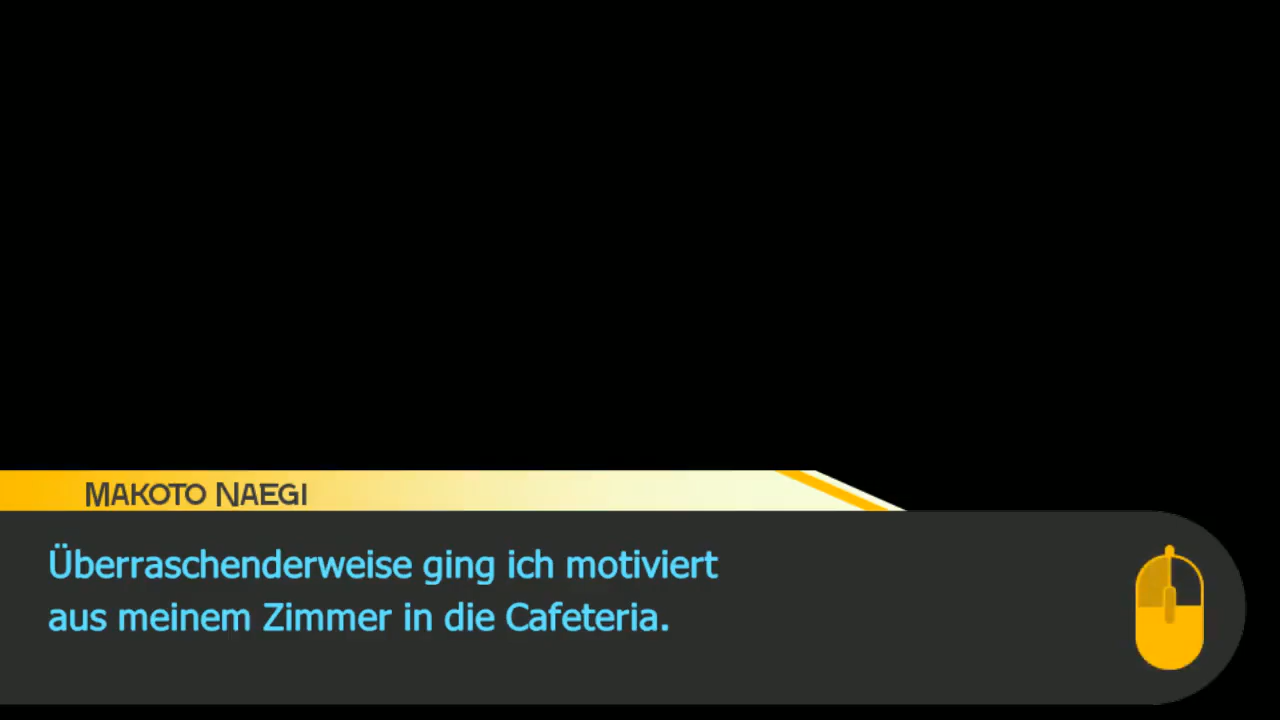 MAKOTO NAEGI
Überraschenderweise ging ich motiviert
aus meinem Zimmer in die Cafeteria.